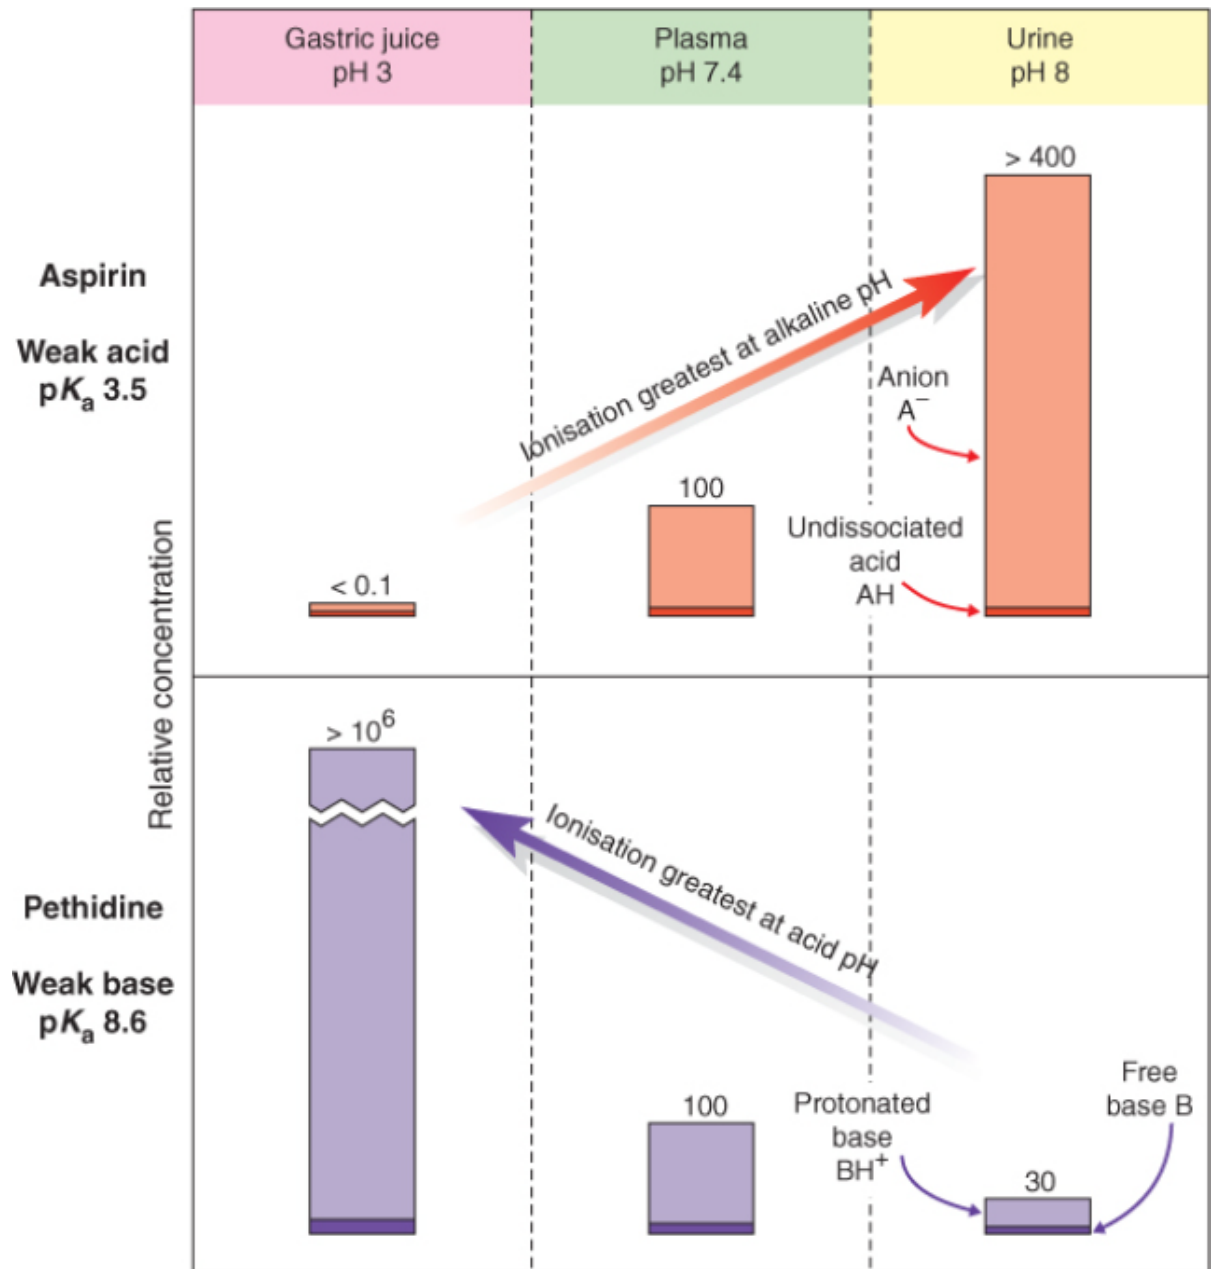 Gastric juice
pH 3
Plasma
pH 7.4
Urine
pH 8
Aspirin
Weak acid
pKa 3.5
Relative concentration
< 0.1
100
> 400
Ionisation greatest at alkaline pH
Anion
A−
Undissociated
acid
AH
Pethidine
Weak base
pKa 8.6
> 10^6
100
30
Ionisation greatest at acid pH
Protonated
base
BH+
Free
base B